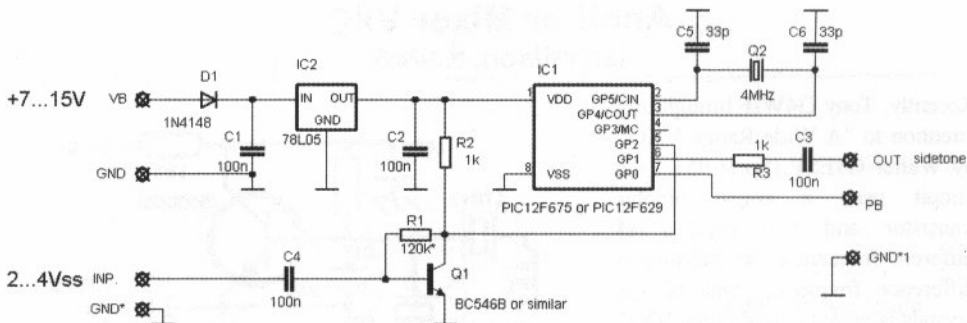 C5 33p
C6 33p
Q2
4MHz
D1
IC2
IC1
+7...15V VB
1N4148
IN OUT
GND
78L05
C1
100n
C2
100n
R2
1k
GND
1 VDD GP5/CIN 2
GP4/COUT 3
GP3/MC 4
GP2 5
GP1 6
8 VSS GP0 7
PIC12F675 or PIC12F629
1k
R3
C3
100n
OUT sidetone
PB
GND*1
R1
120k*
C4
100n
2...4Vss INP.
GND*
Q1
BC546B or similar
ecently, Tony